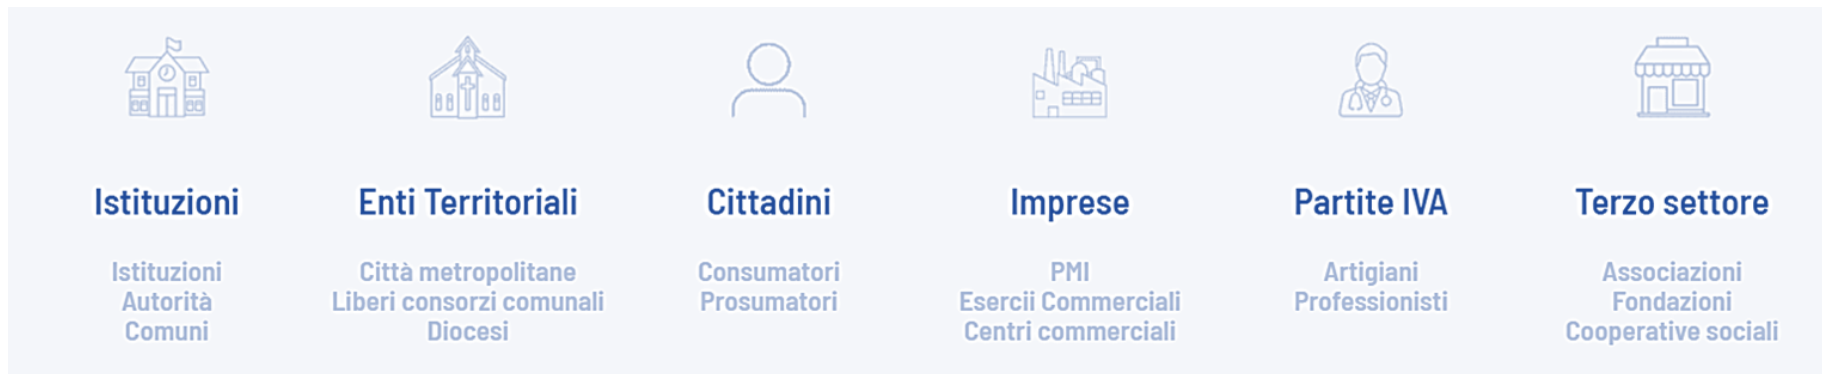 Istituzioni
Istituzioni
Autorità
Comuni
Enti Territoriali
Città metropolitane
Liberi consorzi comunali
Diocesi
Cittadini
Consumatori
Prosumatori
Imprese
PMI
Esercii Commerciali
Centri commerciali
Partite IVA
Artigiani
Professionisti
Terzo settore
Associazioni
Fondazioni
Cooperative sociali